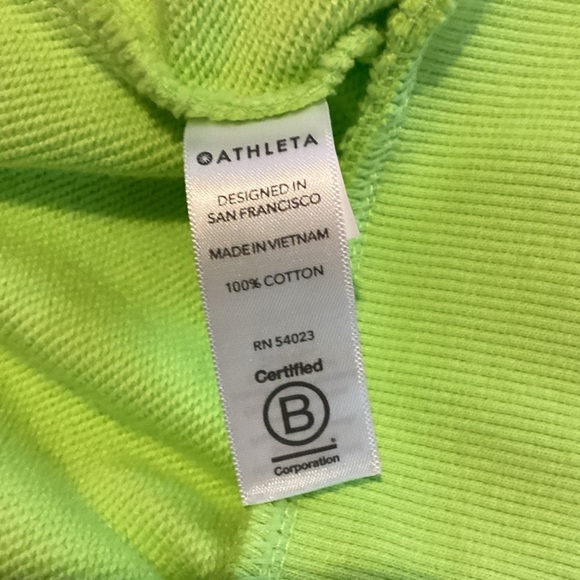 ATHLETA
DESIGNED IN
SAN FRANCISCO
MADE IN VIETNAM
100% COTTON
RN 54023
Certified
B
Corporation